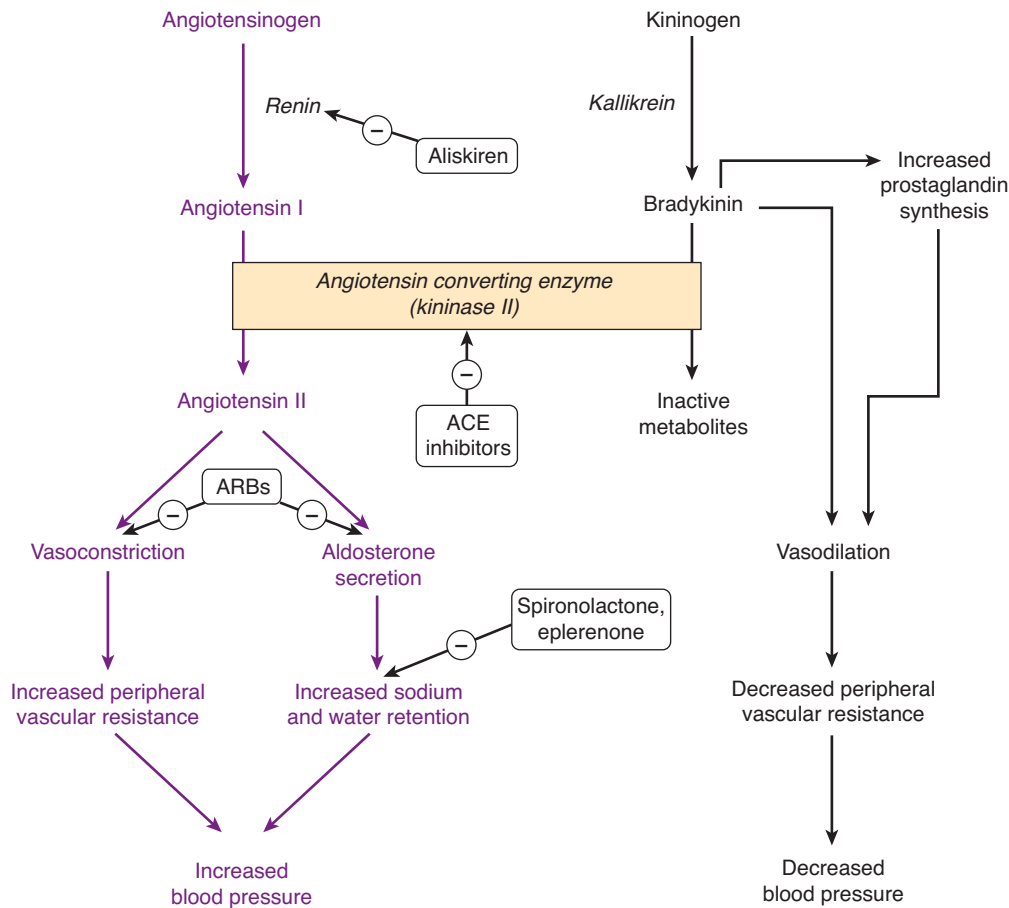 Angiotensinogen
Kininogen
Renin
−
Aliskiren
Kallikrein
Increased
prostaglandin
synthesis
Angiotensin I
Bradykinin
Angiotensin converting enzyme
(kininase II)
−
Angiotensin II
ACE
inhibitors
Inactive
metabolites
ARBs
−
−
Vasoconstriction
Aldosterone
secretion
Vasodilation
Spironolactone,
eplerenone
−
Increased peripheral
vascular resistance
Increased sodium
and water retention
Decreased peripheral
vascular resistance
Increased
blood pressure
Decreased
blood pressure